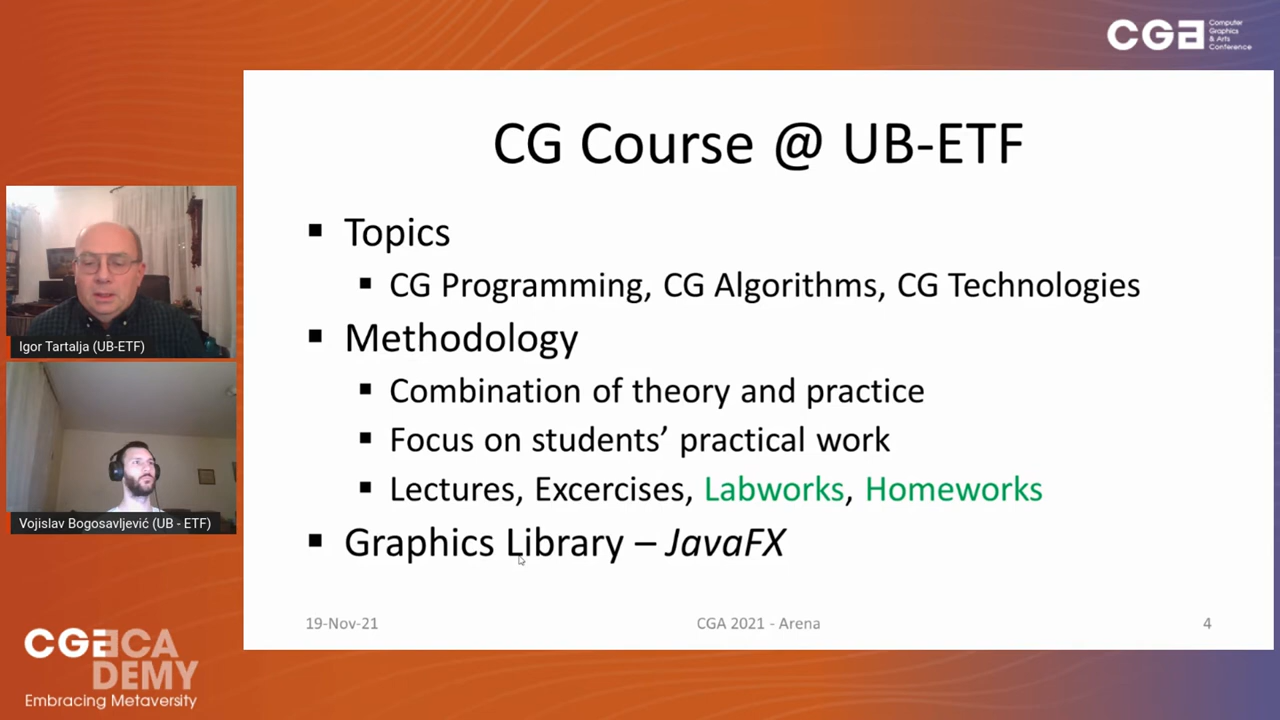 CGA Computer
Graphics
& Arts
Conference
CG Course @ UB-ETF
▪ Topics
▪ CG Programming, CG Algorithms, CG Technologies
▪ Methodology
▪ Combination of theory and practice
▪ Focus on students’ practical work
▪ Lectures, Excercises, Labworks, Homeworks
▪ Graphics Library – JavaFX
19-Nov-21 CGA 2021 - Arena 4
Igor Tartalja (UB-ETF)
Vojislav Bogosavljević (UB - ETF)
CGA ACA
DEMY
Embracing Metaversity